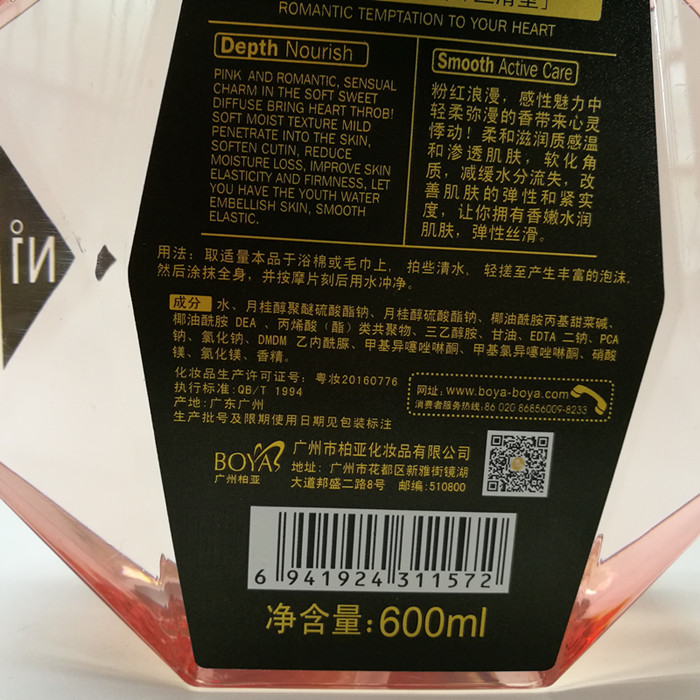 ROMANTIC TEMPTATION TO YOUR HEART
Depth Nourish
PINK AND ROMANTIC, SENSUAL
CHARM IN THE SOFT SWEET
DIFFUSE BRING HEART THROB!
SOFT MOIST TEXTURE MILD
PENETRATE INTO THE SKIN,
SOFTEN CUTIN, REDUCE
MOISTURE LOSS, IMPROVE SKIN
ELASTICITY AND FIRMNESS, LET
YOU HAVE THE YOUTH WATER
EMBELLISH SKIN, SMOOTH
ELASTIC.
Smooth Active Care
粉红浪漫，感性魅力中
轻柔弥漫的香带来心灵
悸动！柔和滋润质感温
和渗透肌肤，软化角
质，减缓水分流失，改
善肌肤的弹性和紧实
度，让你拥有香嫩水润
肌肤，弹性丝滑。
用法：取适量本品于浴棉或毛巾上，拍些清水，轻搓至产生丰富的泡沫，
然后涂抹全身，并按摩片刻后用水冲净。
成分 水、月桂醇聚醚硫酸酯钠、月桂醇硫酸酯钠、椰油酰胺丙基甜菜碱、
椰油酰胺 DEA 、丙烯酸（酯）类共聚物、三乙醇胺、甘油、EDTA 二钠、PCA
钠、氯化钠、DMDM 乙内酰脲、甲基异噻唑啉酮、甲基氯异噻唑啉酮、硝酸
镁、氯化镁、香精。
化妆品生产许可证号：粤妆20160776
执行标准:QB/T 1994
产地:广东广州
生产批号及限期使用日期见包装标注
网址:www.boya-boya.com
消费者服务热线:86 020 86856009-8233
BOYA
广州柏亚
广州市柏亚化妆品有限公司
地址：广州市花都区新雅街镜湖
大道邦盛二路8号 邮编:510800
6 941924 311572
净含量:600ml